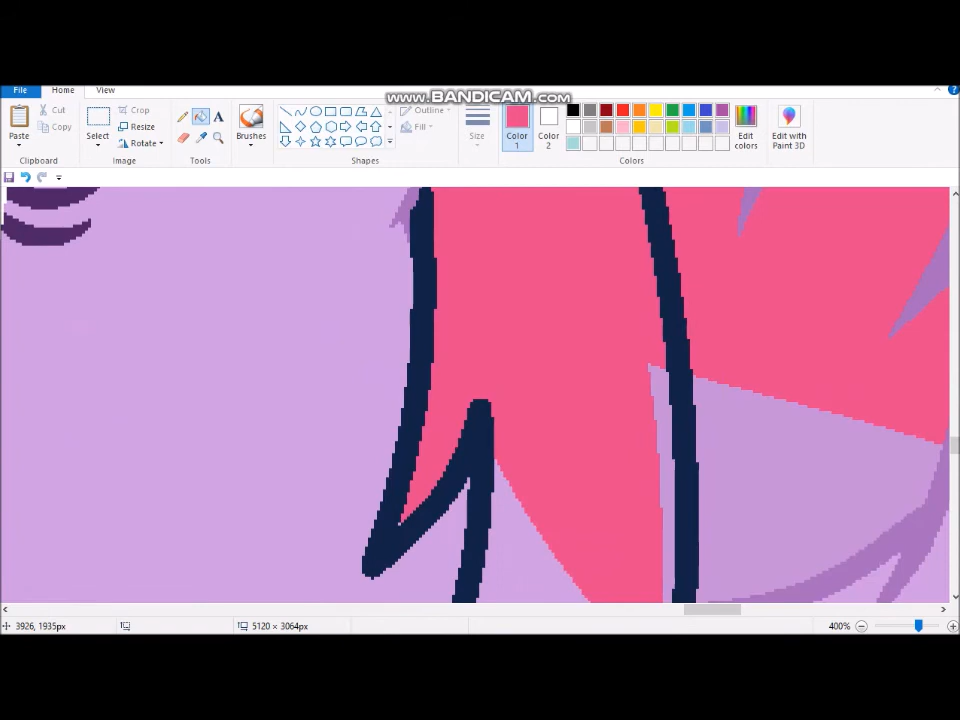 File Home View
www.BANDICAM.com
Paste
Cut
Copy
Clipboard
Select
Crop
Resize
Rotate
Image
A
Tools
Brushes
Outline
Fill
Shapes
Size
Color
1
Color
2
Colors
Edit
colors
Edit with
Paint 3D
3926, 1935px
5120 × 3064px
400%